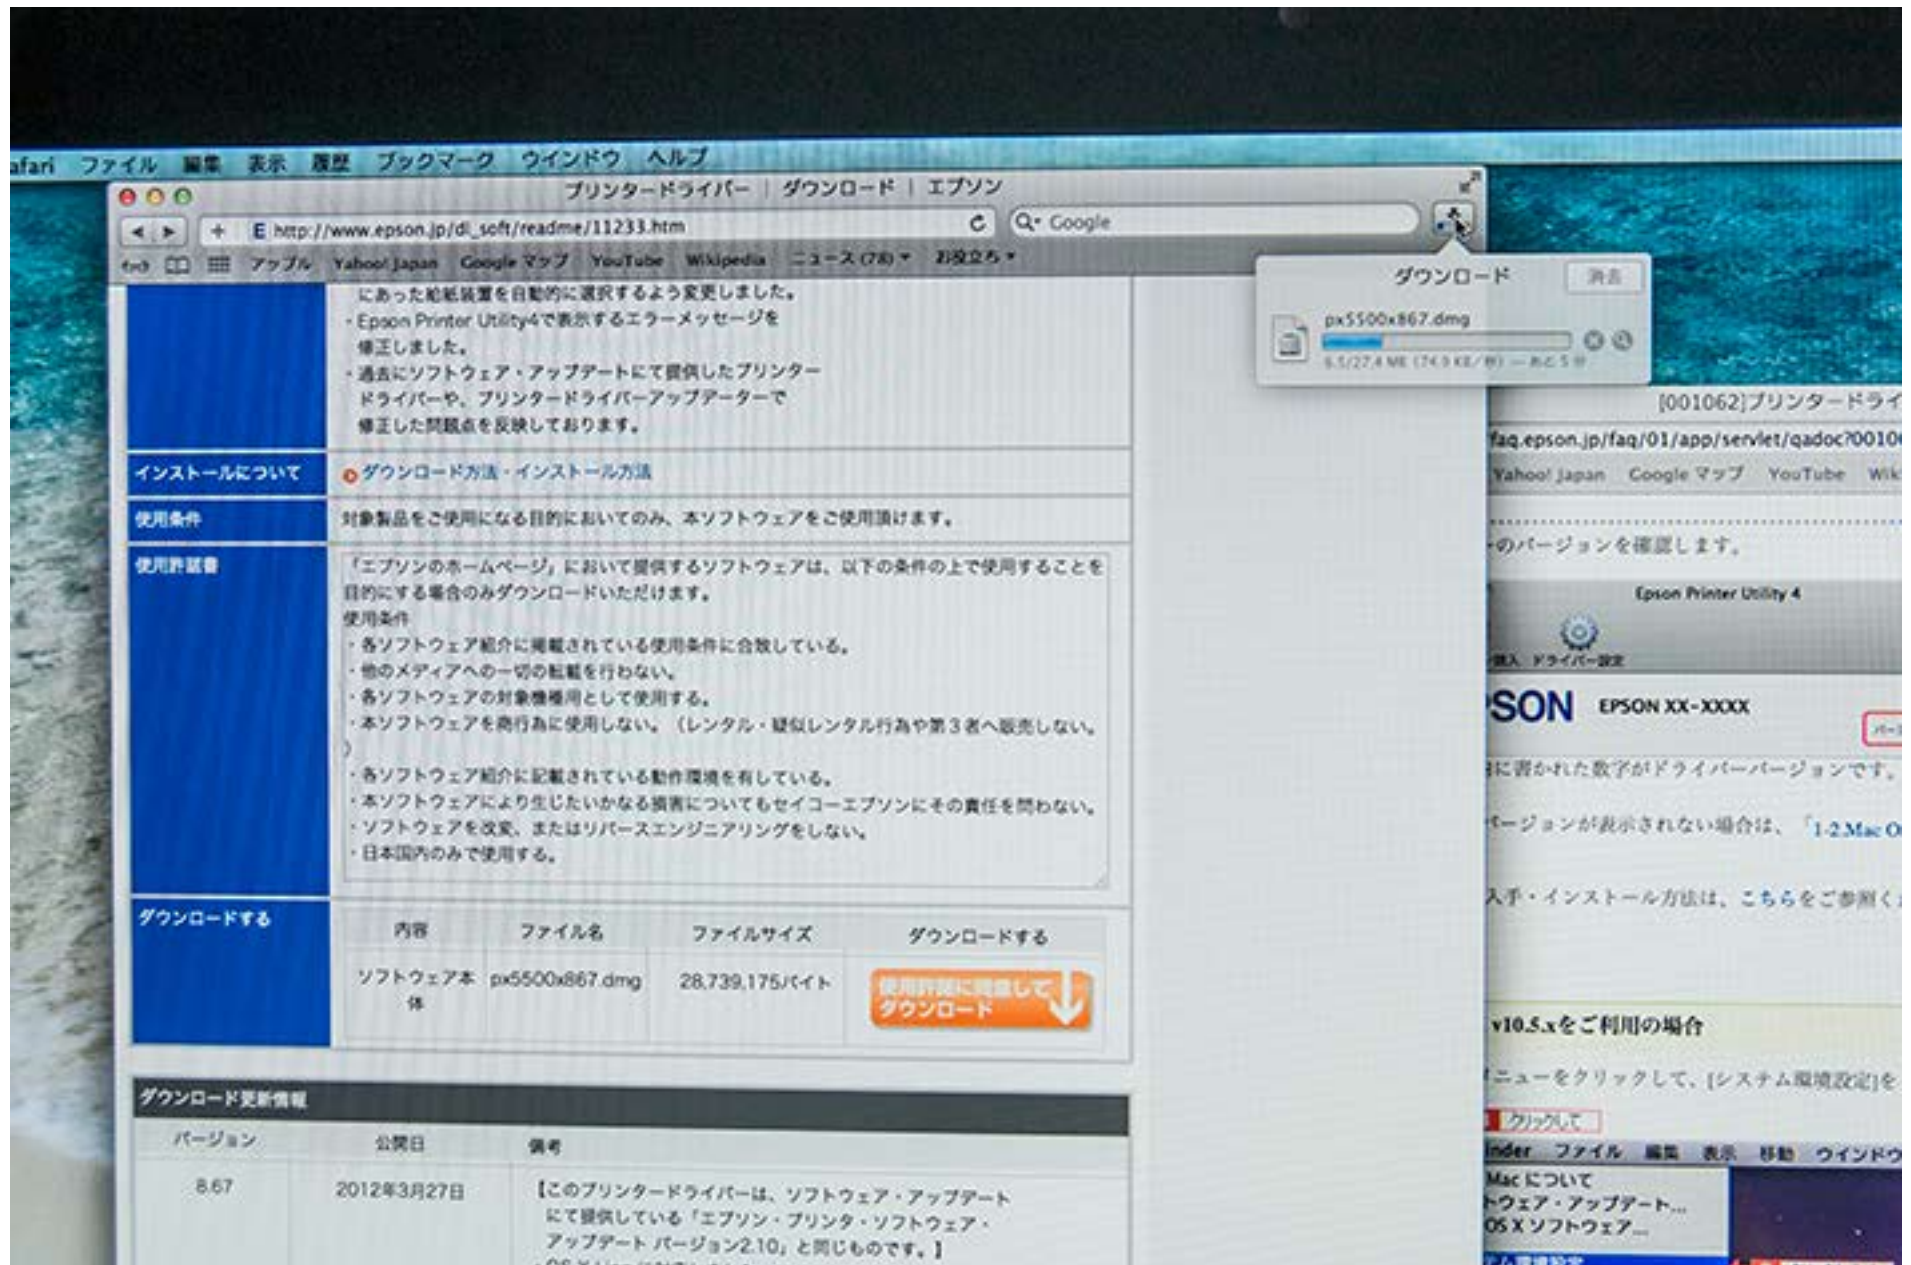 afari ファイル 編集 表示 履歴 ブックマーク ウインドウ ヘルプ
プリンタードライバー | ダウンロード | エプソン
E http://www.epson.jp/dl_soft/readme/11233.htm
Google
アップル Yahoo! Japan Google マップ YouTube Wikipedia ニュース (78) お役立ち
にあった給紙装置を自動的に選択するよう変更しました。
・Epson Printer Utility4で表示するエラーメッセージを
修正しました。
・過去にソフトウェア・アップデートにて提供したプリンター
ドライバーや、プリンタードライバーアップデーターで
修正した問題点を反映しております。
インストールについて
ダウンロード方法・インストール方法
使用条件
対象製品をご使用になる目的においてのみ、本ソフトウェアをご使用頂けます。
使用許諾書
「エプソンのホームページ」において提供するソフトウェアは、以下の条件の上で使用することを
目的にする場合のみダウンロードいただけます。
使用条件
・各ソフトウェア紹介に掲載されている使用条件に合致している。
・他のメディアへの一切の転載を行わない。
・各ソフトウェアの対象機種用として使用する。
・本ソフトウェアを商行為に使用しない。（レンタル・疑似レンタル行為や第３者へ販売しない。
）
・各ソフトウェア紹介に記載されている動作環境を有している。
・本ソフトウェアにより生じたいかなる損害についてもセイコーエプソンにその責任を問わない。
・ソフトウェアを改変、またはリバースエンジニアリングをしない。
・日本国内のみで使用する。
ダウンロードする
内容 ファイル名 ファイルサイズ ダウンロードする
ソフトウェア本
体
px5500x867.dmg
28,739,175バイト
使用許諾に同意して
ダウンロード
ダウンロード更新情報
バージョン 公開日 備考
8.67 2012年3月27日 【このプリンタードライバーは、ソフトウェア・アップデート
にて提供している「エプソン・プリンタ・ソフトウェア・
アップデート バージョン2.10」と同じものです。】
ダウンロード 消去
px5500x867.dmg
6.5/27.4 MB (74.9 KB/秒) — あと 5 分
[001062]プリンタードライ
faq.epson.jp/faq/01/app/servlet/qadoc?0010
Yahoo! Japan Google マップ YouTube Wik
のバージョンを確認します。
Epson Printer Utility 4
購入 ドライバー設定
PSON EPSON XX-XXXX
に書かれた数字がドライバーバージョンです。
バージョンが表示されない場合は、「1-2.Mac O
入手・インストール方法は、こちらをご参照く
v10.5.xをご利用の場合
メニューをクリックして、[システム環境設定]を
クリックして
inder ファイル 編集 表示 移動 ウインドウ
Mac について
トウェア・アップデート...
OS X ソフトウェア...
テム環境設定